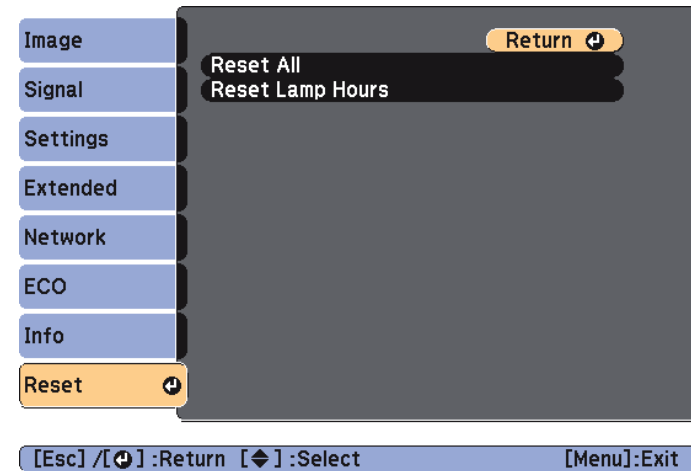 Image
Signal
Settings
Extended
Network
ECO
Info
Reset
Return
Reset All
Reset Lamp Hours
[Esc] /[ ] :Return [ ] :Select [Menu]:Exit